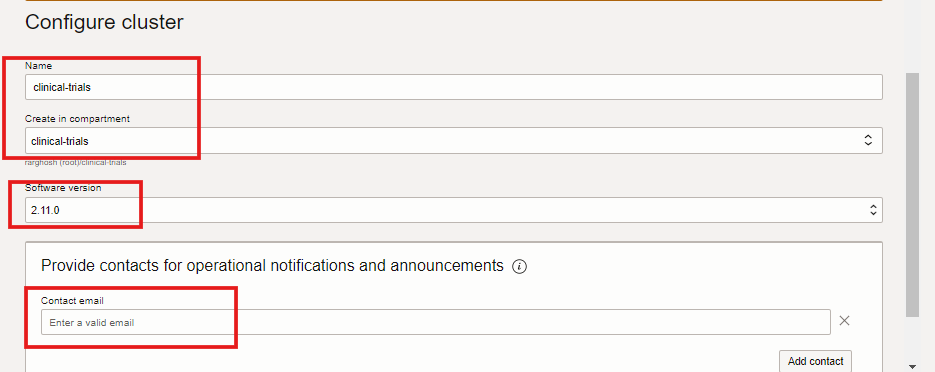 Configure cluster
Name
clinical-trials
Create in compartment
clinical-trials
rarghosh (root)/clinical-trials
Software version
2.11.0
Provide contacts for operational notifications and announcements
Contact email
Enter a valid email
Add contact